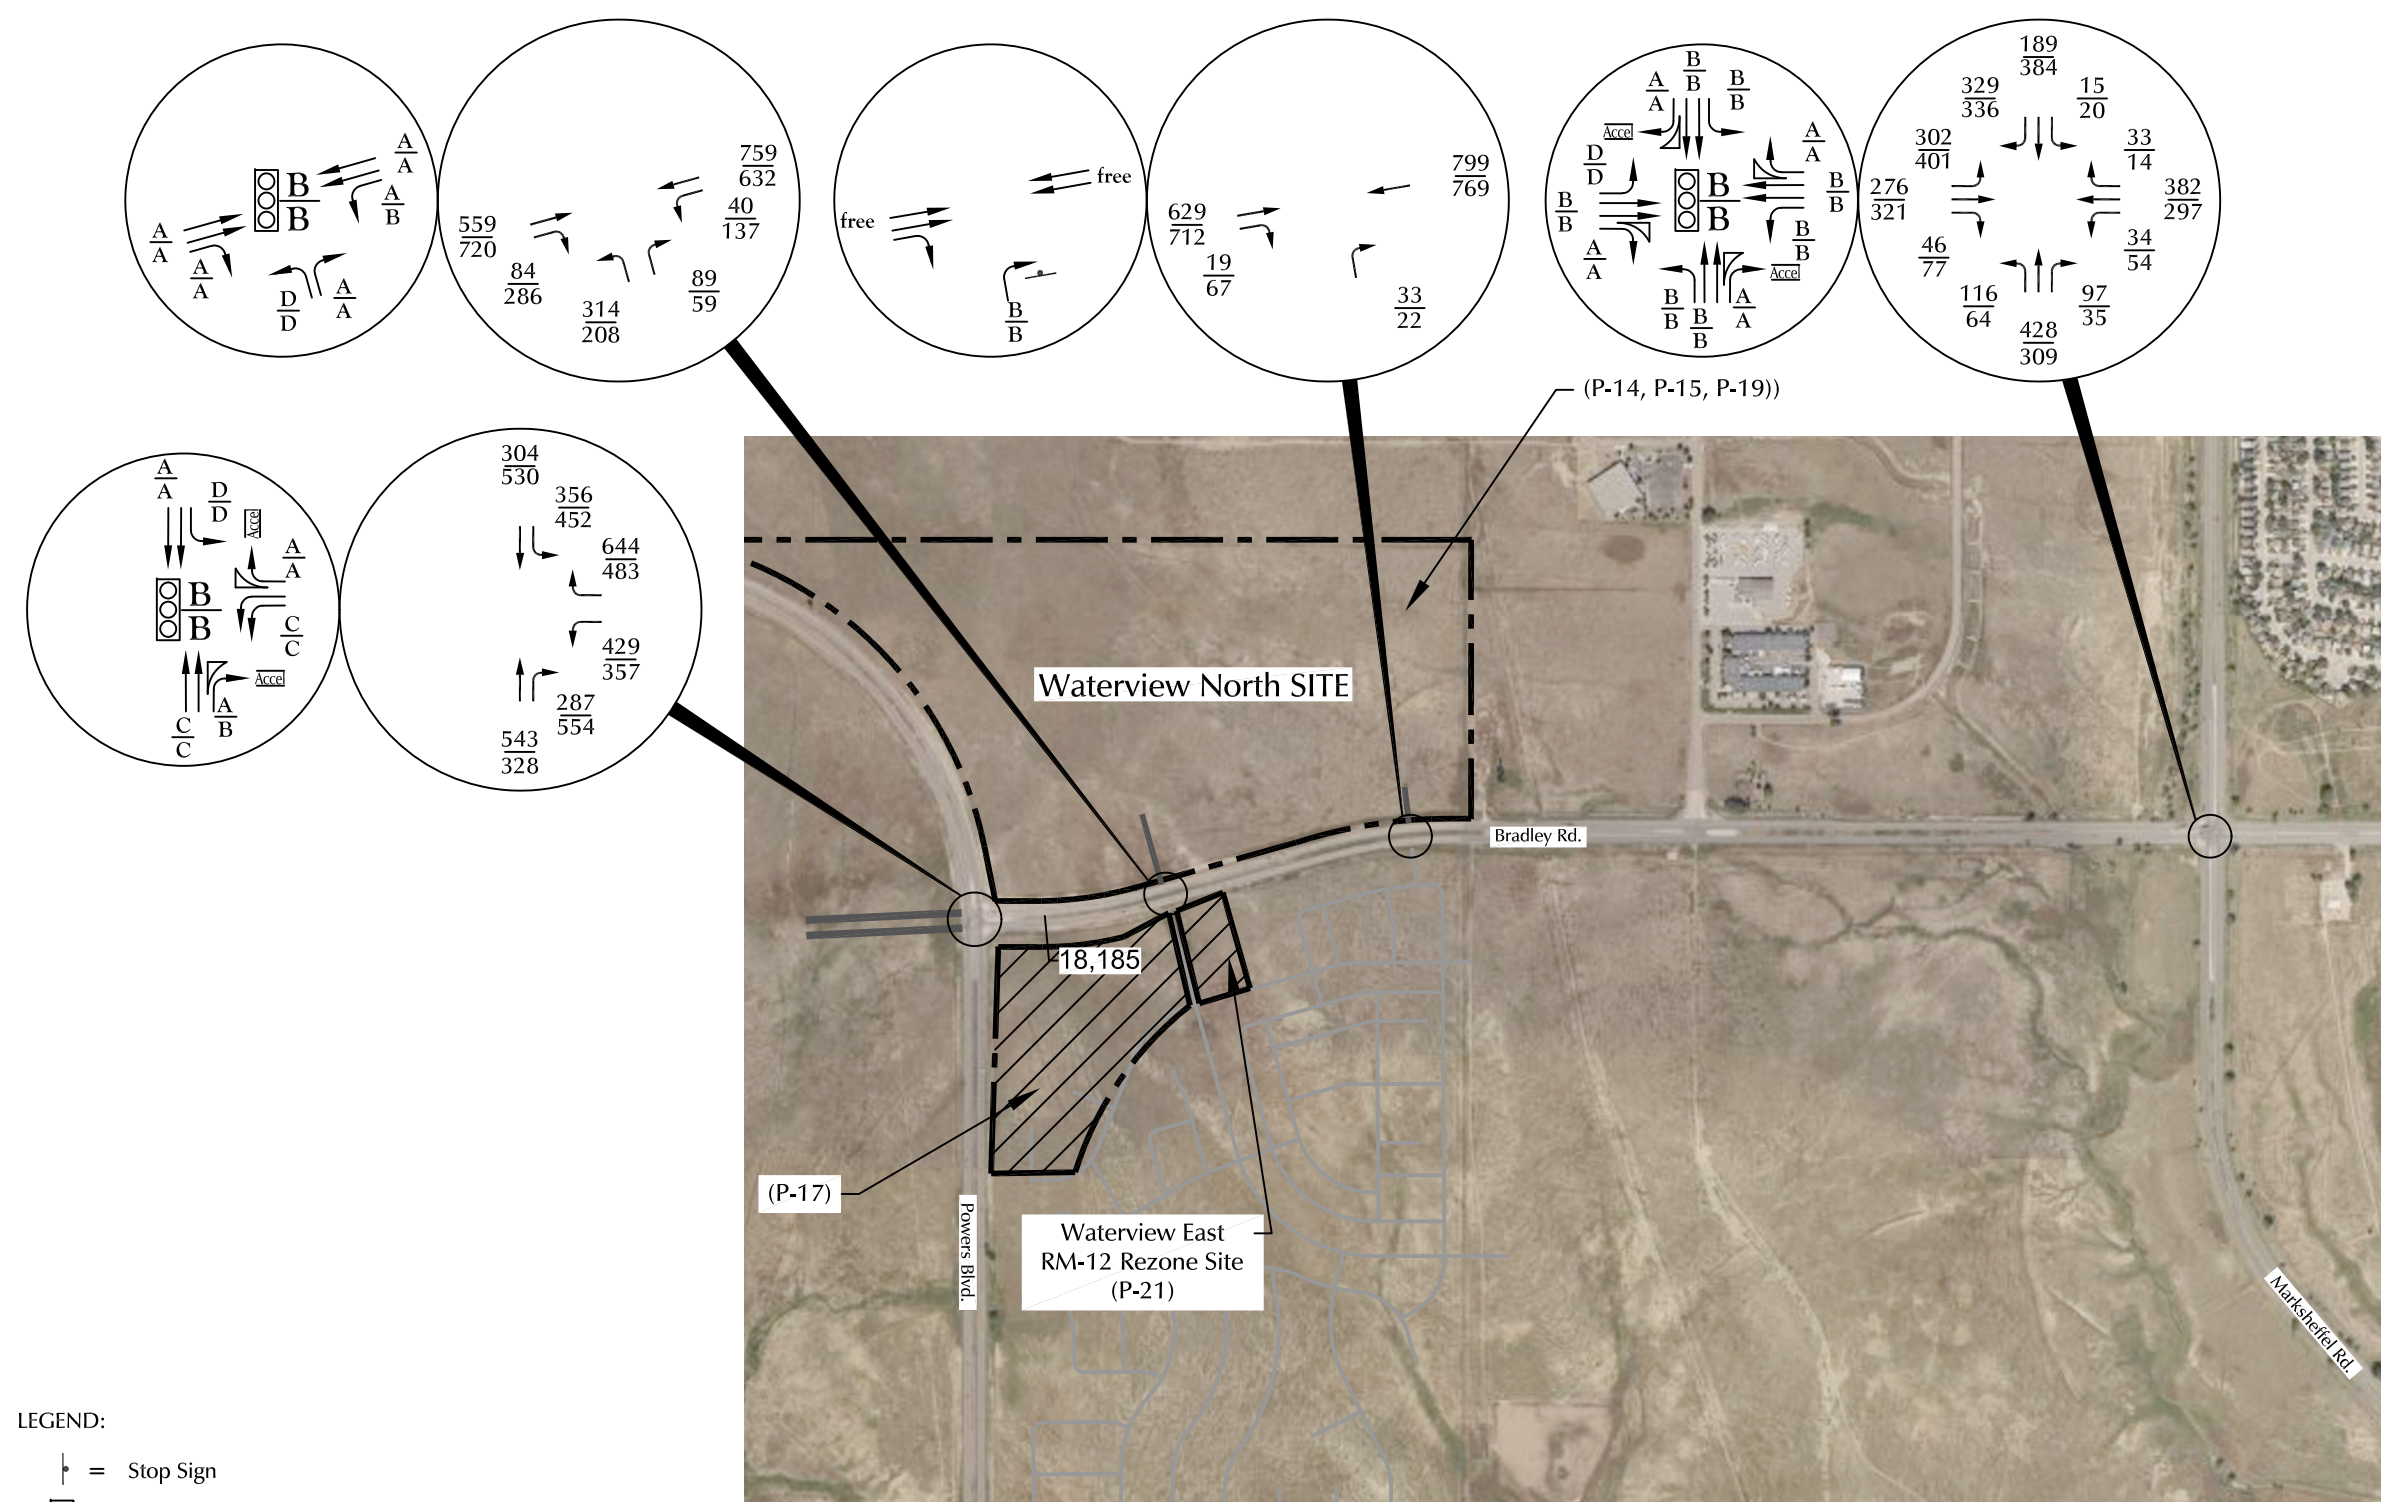 A
A
A
B
B
B
A
A
A
A
D
D
A
A
759
632
40
137
559
720
84
286
314
208
89
59
free
free
B
B
799
769
629
712
19
67
33
22
A
A
B
B
B
B
Accel
D
D
A
A
B
B
B
B
B
B
A
A
B
B
B
B
B
B
A
A
Accel
189
384
329
336
15
20
302
401
33
14
276
321
382
297
46
77
34
54
116
64
97
35
428
309
(P-14, P-15, P-19))
A
A
D
D
Accel
A
A
B
B
C
C
Accel
A
B
C
C
304
530
356
452
644
483
429
357
287
554
543
328
Waterview North SITE
Bradley Rd.
18,185
(P-17)
Powers Blvd.
Waterview East
RM-12 Rezone Site
(P-21)
Marksheffel Rd.
LEGEND:
= Stop Sign